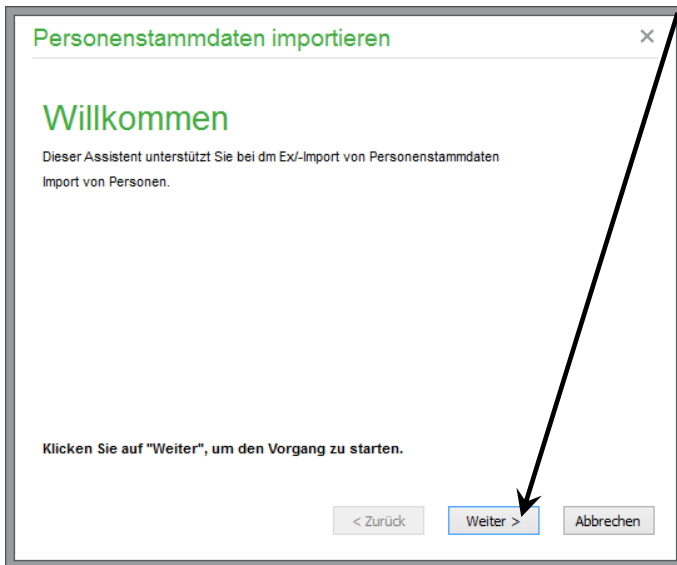 Personenstammdaten importieren
Willkommen
Dieser Assistent unterstützt Sie bei dm Ex/-Import von Personenstammdaten
Import von Personen.
Klicken Sie auf "Weiter", um den Vorgang zu starten.
< Zurück Weiter > Abbrechen